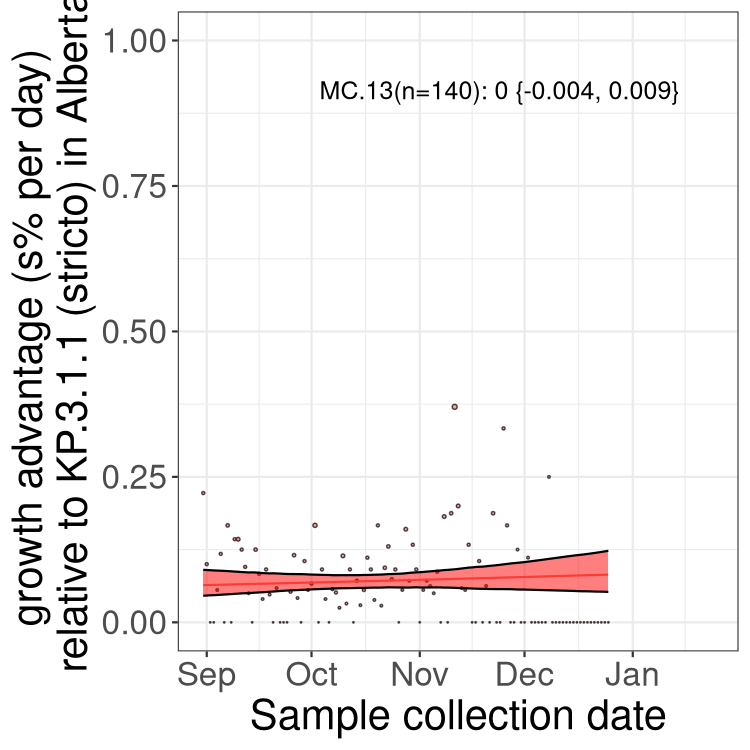 growth advantage (s% per day)
relative to KP.3.1.1 (stricto) in Alberta
1.00
0.75
0.50
0.25
0.00
MC.13(n=140): 0 {-0.004, 0.009}
Sep Oct Nov Dec Jan
Sample collection date